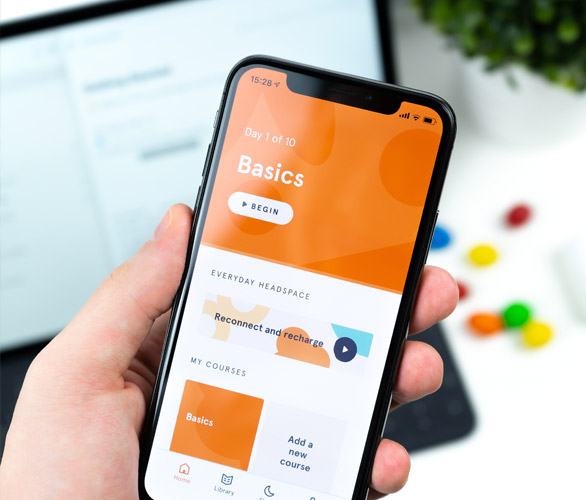 15:28
Day 1 of 10
Basics
BEGIN
EVERYDAY HEADSPACE
Reconnect and recharge
MY COURSES
Basics
Add a
new
course
Home
Library